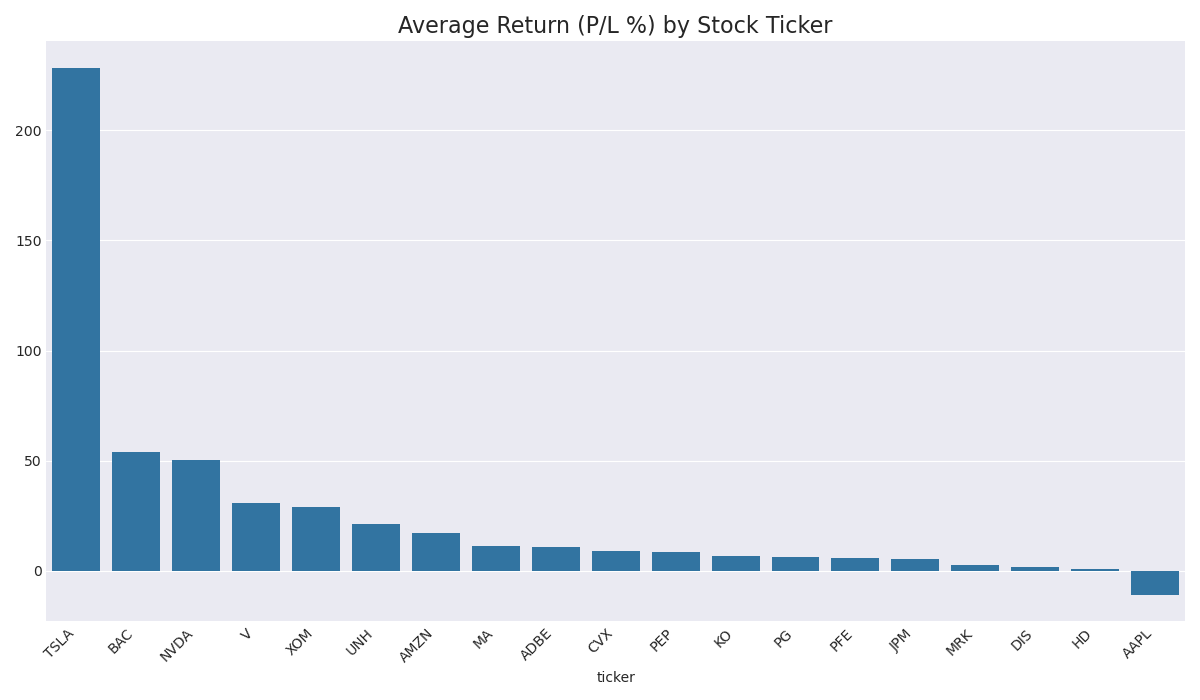 Average Return (P/L %) by Stock Ticker
200
150
100
50
0
TSLA
BAC
NVDA
V
XOM
UNH
AMZN
MA
ADBE
CVX
PEP
KO
PG
PFE
JPM
MRK
DIS
HD
AAPL
ticker